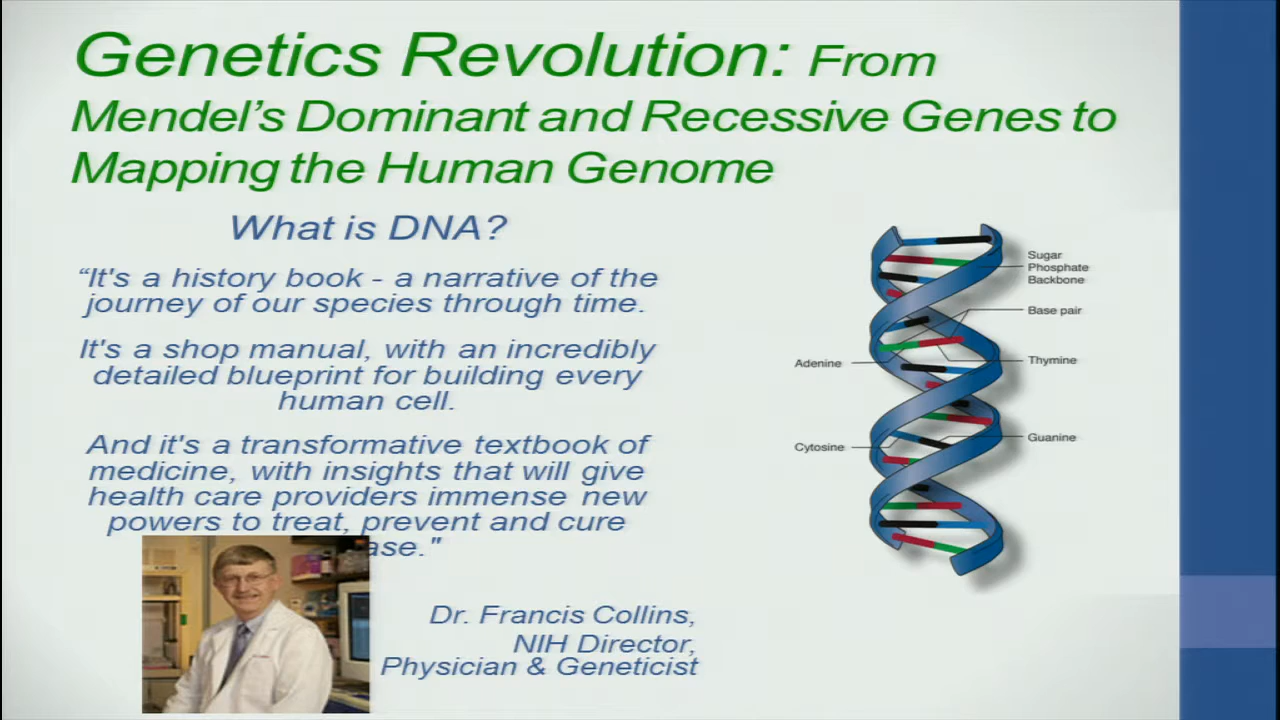 Genetics Revolution: From
Mendel's Dominant and Recessive Genes to
Mapping the Human Genome
What is DNA?
“It's a history book - a narrative of the
journey of our species through time.
It's a shop manual, with an incredibly
detailed blueprint for building every
human cell.
And it's a transformative textbook of
medicine, with insights that will give
health care providers immense new
powers to treat, prevent and cure
ase."
Dr. Francis Collins,
NIH Director,
Physician & Geneticist
Sugar
Phosphate
Backbone
Base pair
Adenine
Thymine
Cytosine
Guanine